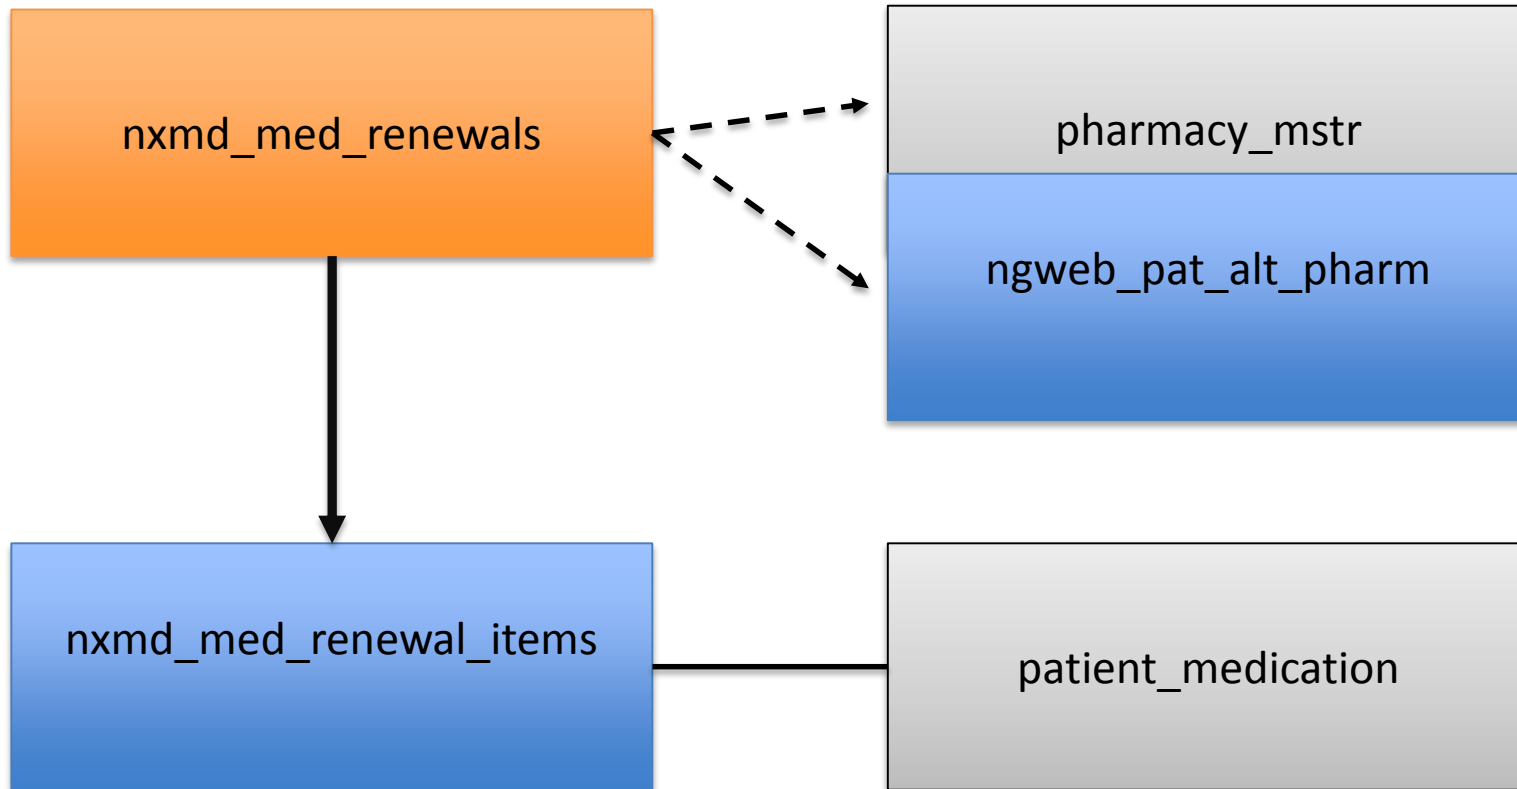 nxmd_med_renewals
pharmacy_mstr
ngweb_pat_alt_pharm
nxmd_med_renewal_items
patient_medication